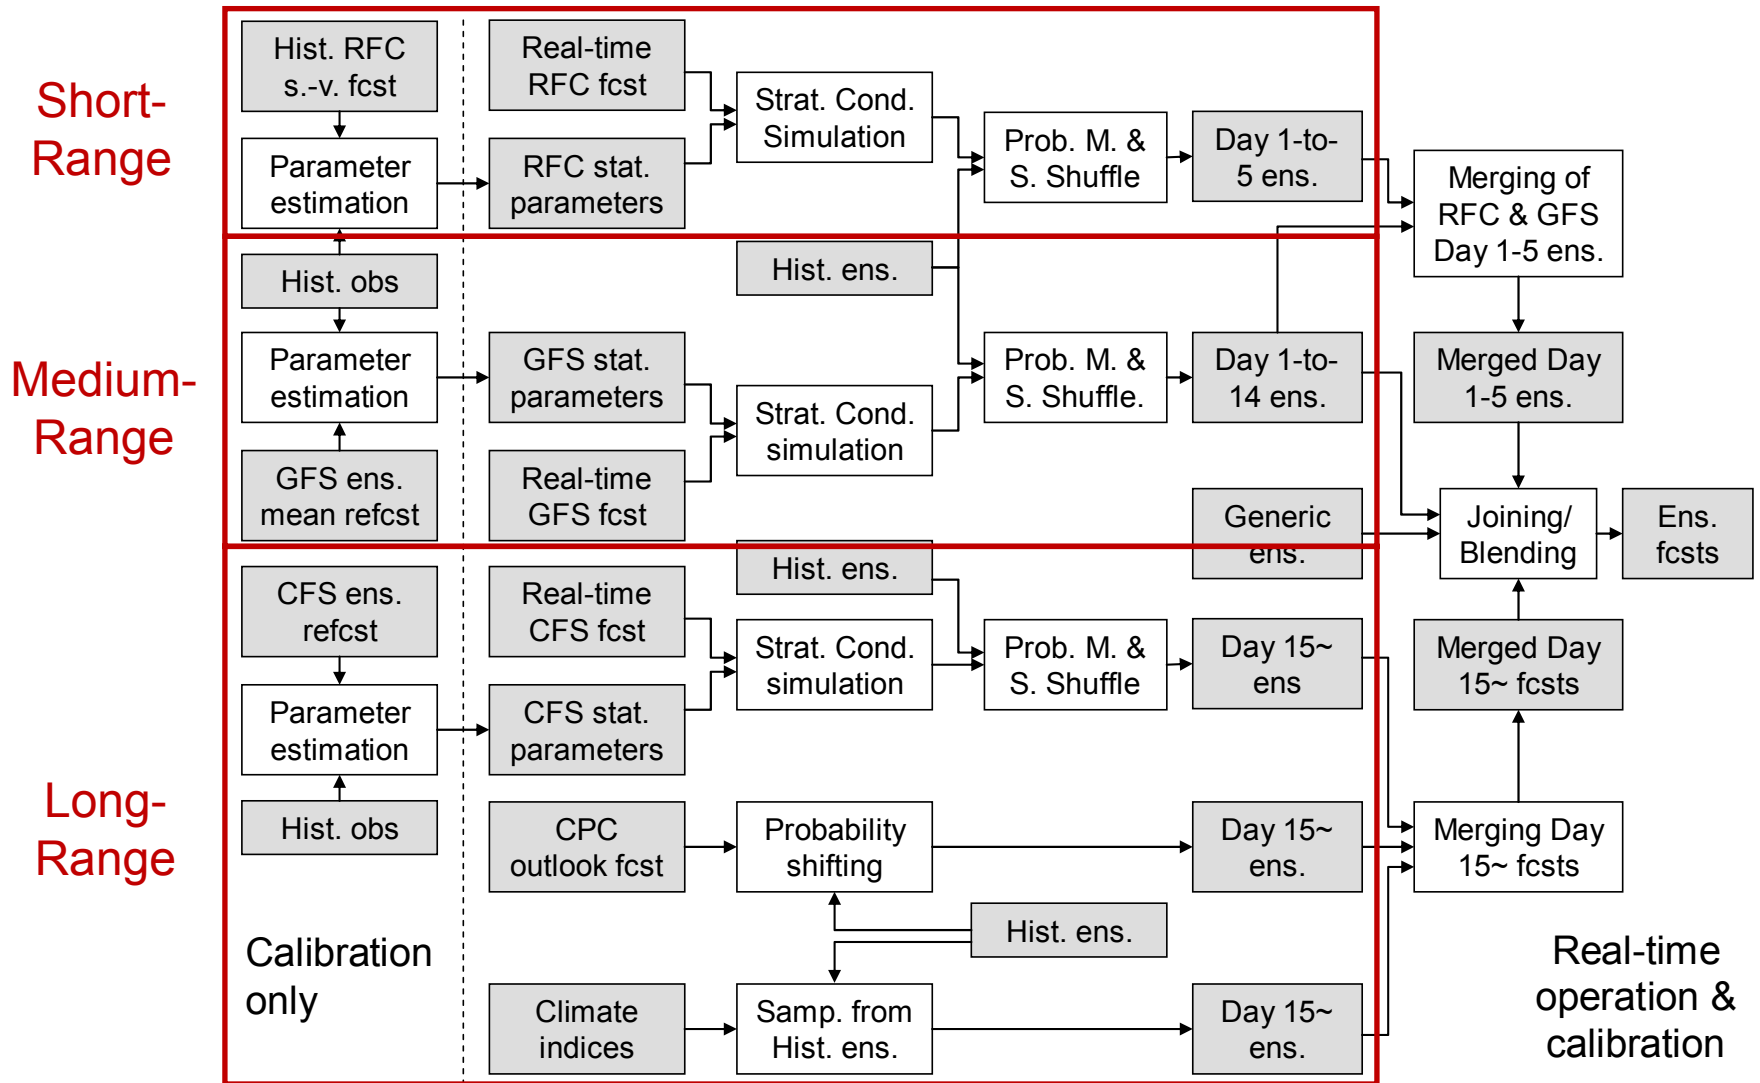 Short-
Range
Hist. RFC
s.-v. fcst
Parameter
estimation
Real-time
RFC fcst
RFC stat.
parameters
Strat. Cond.
Simulation
Prob. M. &
S. Shuffle
Day 1-to-
5 ens.
Merging of
RFC & GFS
Day 1-5 ens.
Medium-
Range
Hist. obs
Parameter
estimation
GFS ens.
mean refcst
GFS stat.
parameters
Real-time
GFS fcst
Hist. ens.
Strat. Cond.
simulation
Prob. M. &
S. Shuffle.
Day 1-to-
14 ens.
Merged Day
1-5 ens.
Generic
ens.
Joining/
Blending
Ens.
fcsts
Long-
Range
CFS ens.
refcst
Parameter
estimation
Hist. obs
Real-time
CFS fcst
CFS stat.
parameters
Hist. ens.
Strat. Cond.
simulation
Prob. M. &
S. Shuffle
Day 15~
ens
Merged Day
15~ fcsts
CPC
outlook fcst
Probability
shifting
Day 15~
ens.
Merging Day
15~ fcsts
Hist. ens.
Climate
indices
Samp. from
Hist. ens.
Day 15~
ens.
Calibration
only
Real-time
operation &
calibration